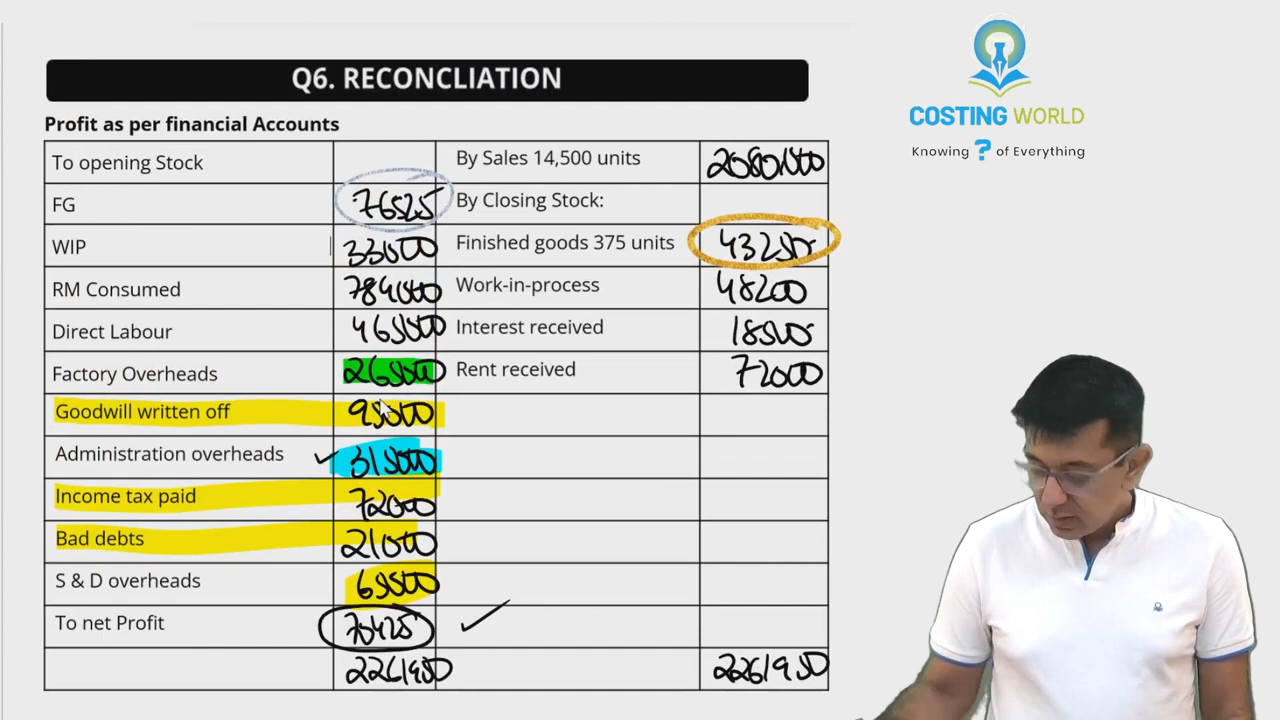 Q6. RECONCLIATION
COSTING WORLD
Knowing ? of Everything
Profit as per financial Accounts
To opening Stock By Sales 14,500 units 2080000
FG 76525 By Closing Stock:
WIP 33000 Finished goods 375 units 43250
RM Consumed 784000 Work-in-process 48200
Direct Labour 465000 Interest received 18500
Factory Overheads 265000 Rent received 72000
Goodwill written off 95000
Administration overheads 315000
Income tax paid 72000
Bad debts 21000
S & D overheads 65000
To net Profit 70425
2261950 2261950